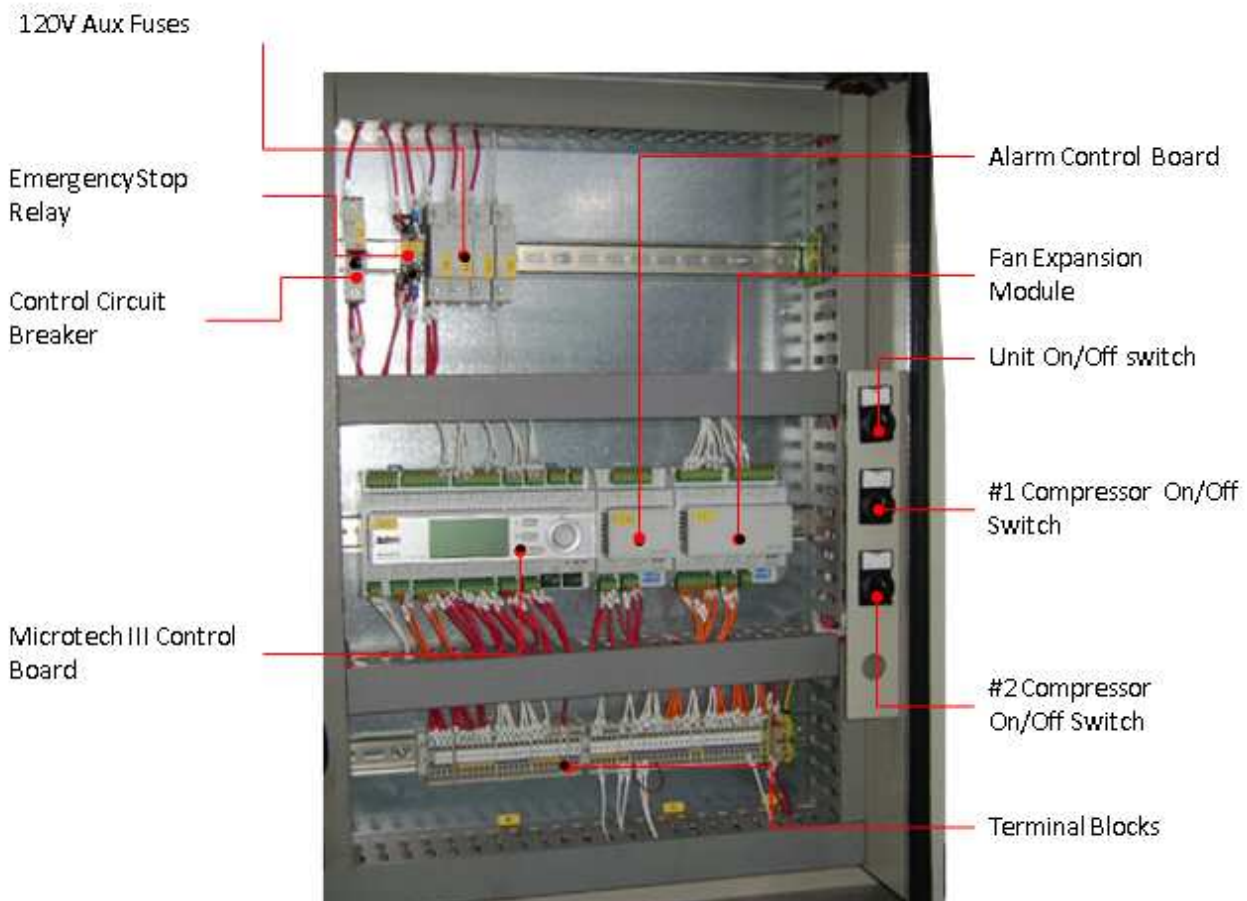 120V Aux Fuses
Emergency Stop
Relay
Control Circuit
Breaker
Microtech III Control
Board
Alarm Control Board
Fan Expansion
Module
Unit On/Off switch
#1 Compressor On/Off
Switch
#2 Compressor
On/Off Switch
Terminal Blocks